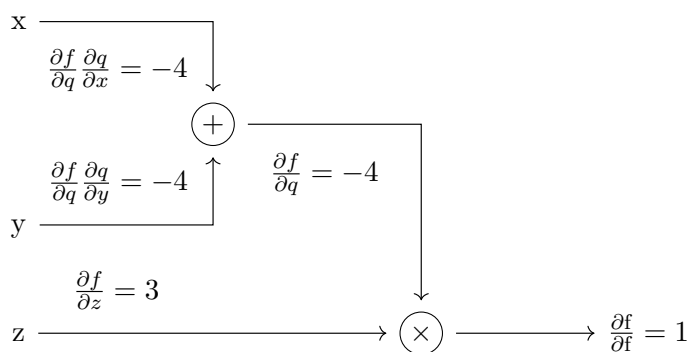 x
∂f/∂q ∂q/∂x = −4
+
∂f/∂q ∂q/∂y = −4
∂f/∂q = −4
y
∂f/∂z = 3
z
×
∂f/∂f = 1